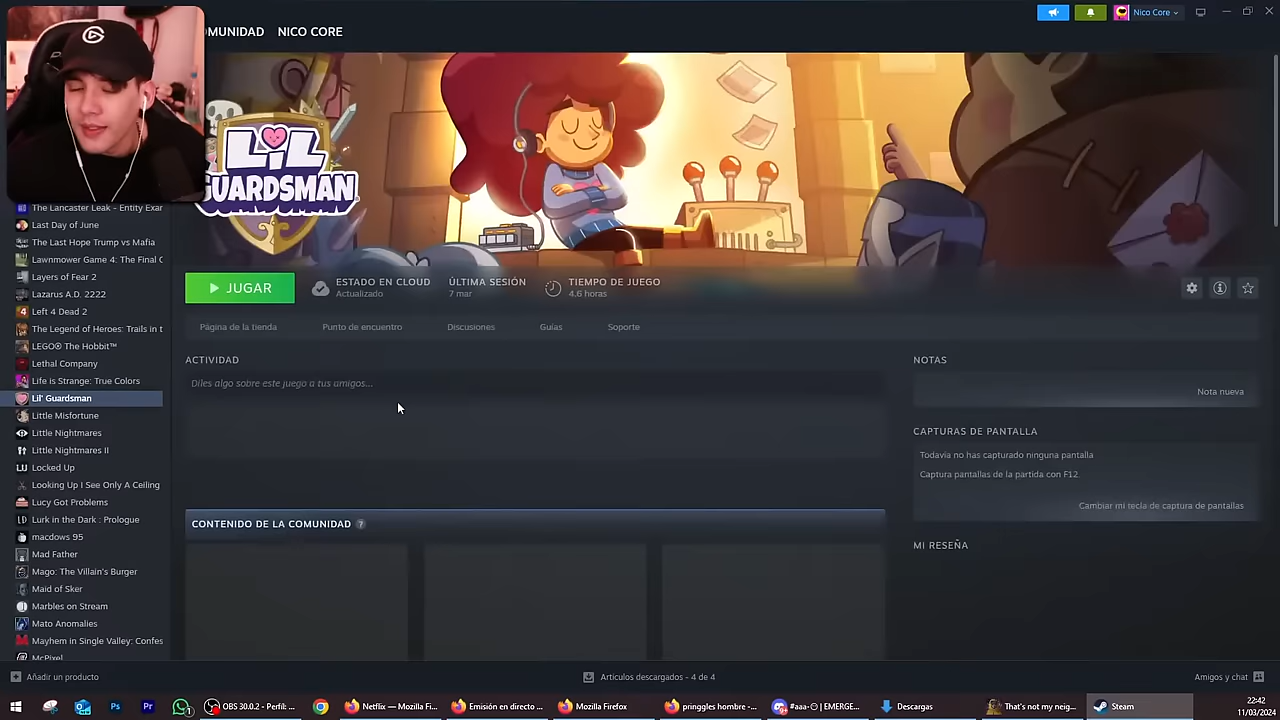 OMUNIDAD NICO CORE
Nico Core
LiL
GUARDSMAN
JUGAR
ESTADO EN CLOUD
Actualizado
ÚLTIMA SESIÓN
7 mar
TIEMPO DE JUEGO
4,6 horas
Página de la tienda
Punto de encuentro
Discusiones
Guías
Soporte
ACTIVIDAD
Diles algo sobre este juego a tus amigos...
NOTAS
Nota nueva
CAPTURAS DE PANTALLA
Todavía no has capturado ninguna pantalla
Captura pantallas de la partida con F12
Cambiar mi tecla de captura de pantallas
MI RESEÑA
CONTENIDO DE LA COMUNIDAD ?
The Lancaster Leak - Entity Exar
Last Day of June
The Last Hope Trump vs Mafia
Lawnmower Game 4: The Final C
Layers of Fear 2
Lazarus A.D. 2222
Left 4 Dead 2
The Legend of Heroes: Trails in t
LEGO® The Hobbit™
Lethal Company
Life is Strange: True Colors
Lil' Guardsman
Little Misfortune
Little Nightmares
Little Nightmares II
Locked Up
Looking Up I See Only A Ceiling
Lucy Got Problems
Lurk in the Dark : Prologue
macdows 95
Mad Father
Mago: The Villain's Burger
Maid of Sker
Marbles on Stream
Mato Anomalies
Mayhem in Single Valley: Confes
McPixel
Añadir un producto
Artículos descargados - 4 de 4
Amigos y chat
OBS 30.0.2 - Perfil: ...
Netflix — Mozilla Fi...
Emisión en directo ...
Mozilla Firefox
pringgles hombre -...
#aaa-😶 | EMERGE...
Descargas
That's not my neig...
Steam
22:42
11/03/2024